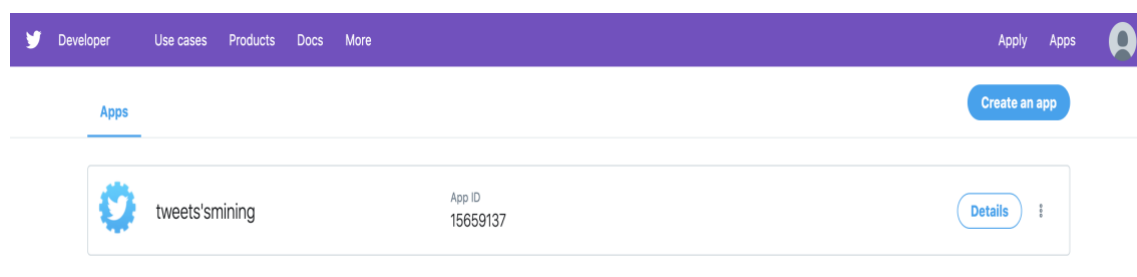 Developer Use cases Products Docs More Apply Apps
Apps Create an app
App ID
tweets'smining 15659137 Details